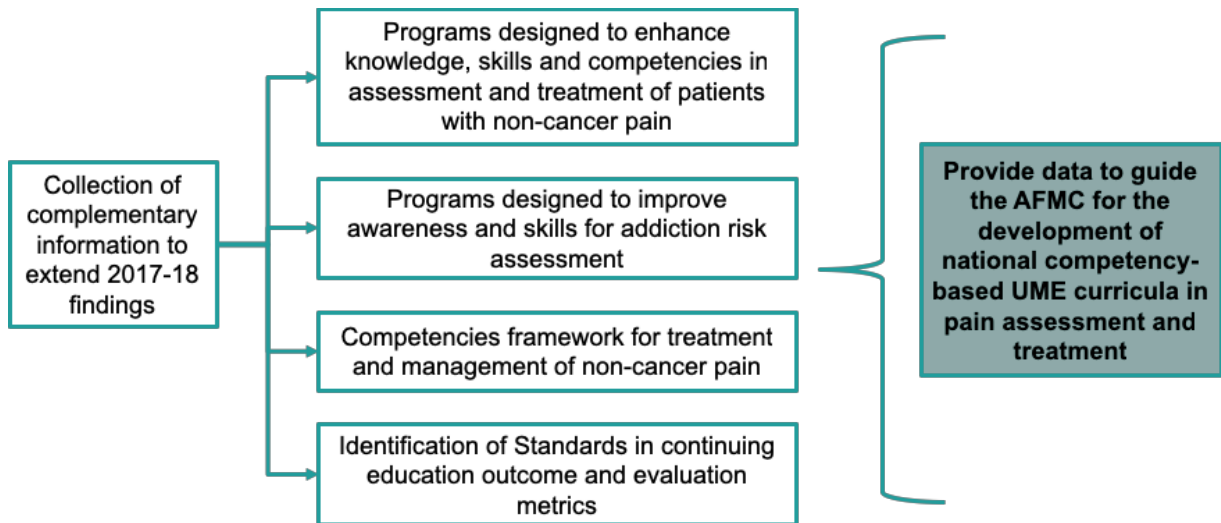 Collection of
complementary
information to
extend 2017-18
findings
Programs designed to enhance
knowledge, skills and competencies in
assessment and treatment of patients
with non-cancer pain
Programs designed to improve
awareness and skills for addiction risk
assessment
Competencies framework for treatment
and management of non-cancer pain
Identification of Standards in continuing
education outcome and evaluation
metrics
Provide data to guide
the AFMC for the
development of
national competency-
based UME curricula in
pain assessment and
treatment